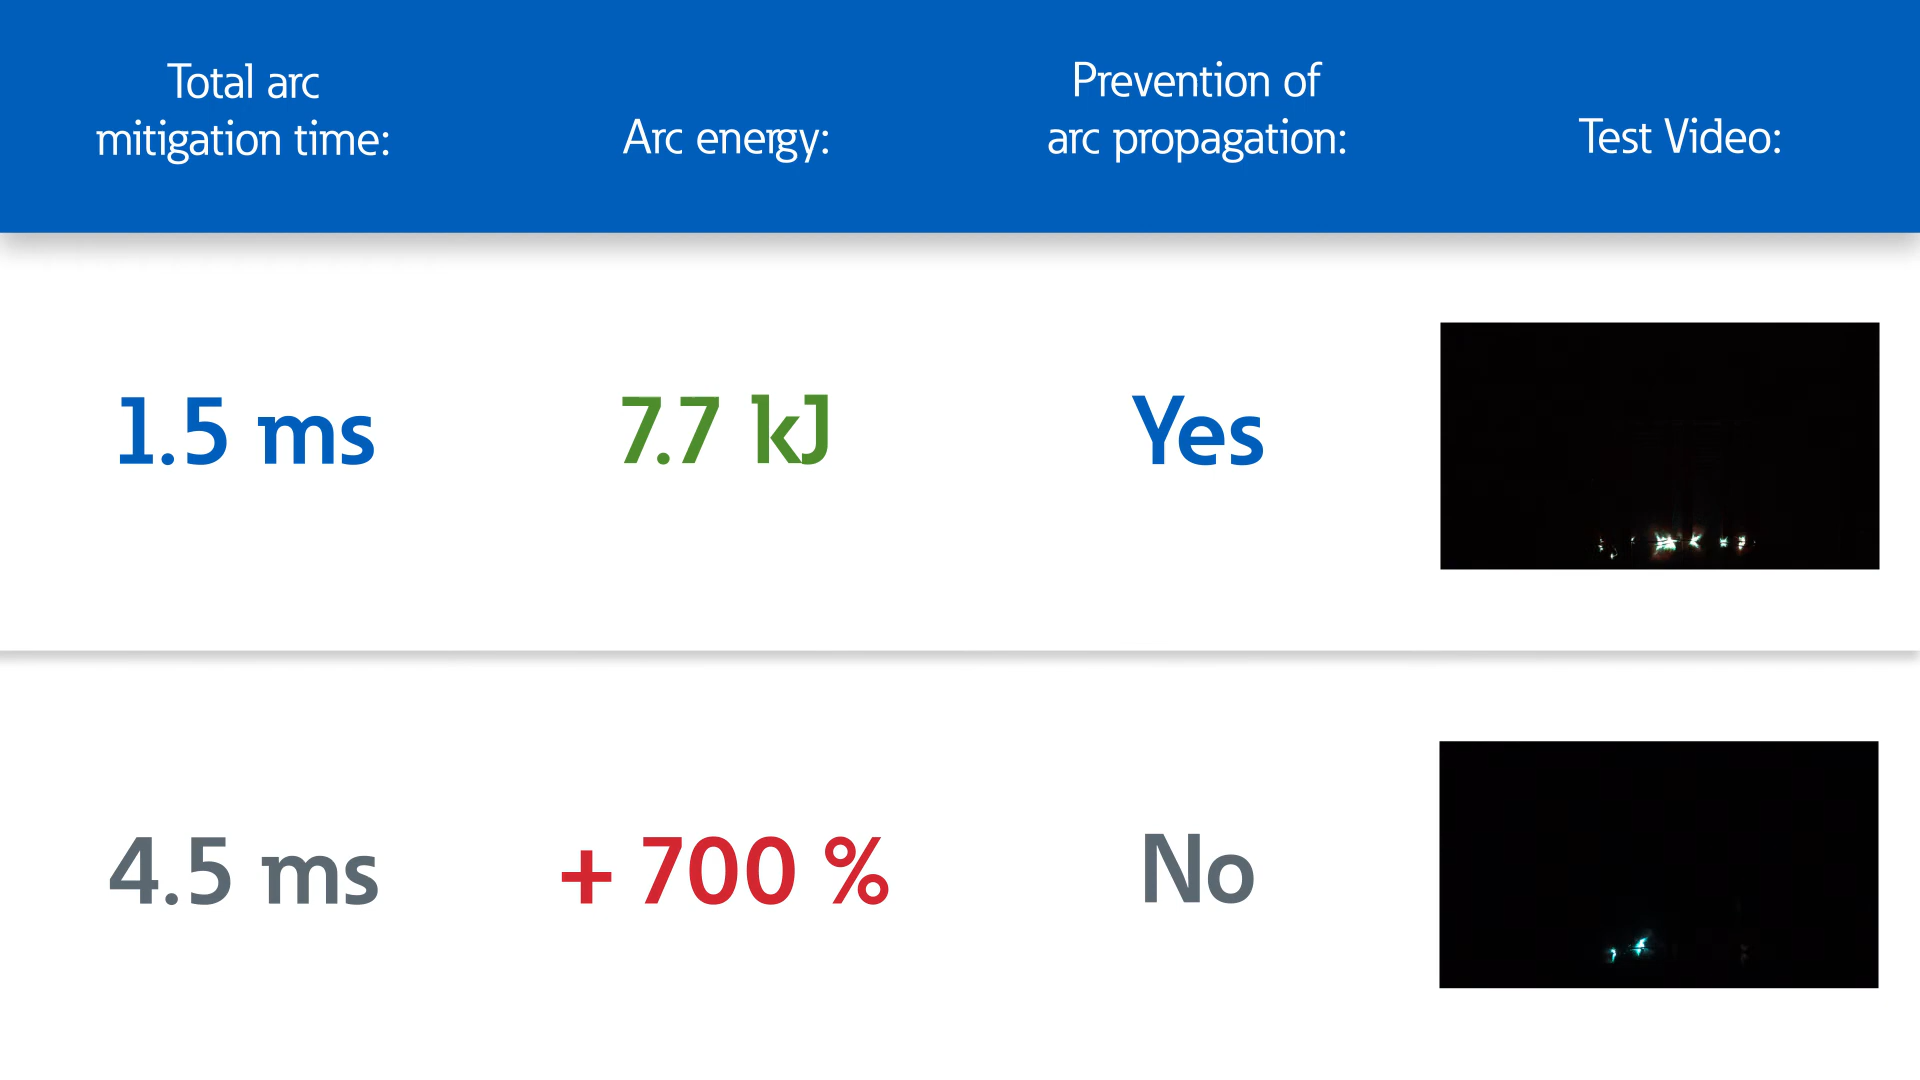 Total arc
mitigation time:
Arc energy:
Prevention of
arc propagation:
Test Video:
1.5 ms
7.7 kJ
Yes
4.5 ms
+ 700 %
No